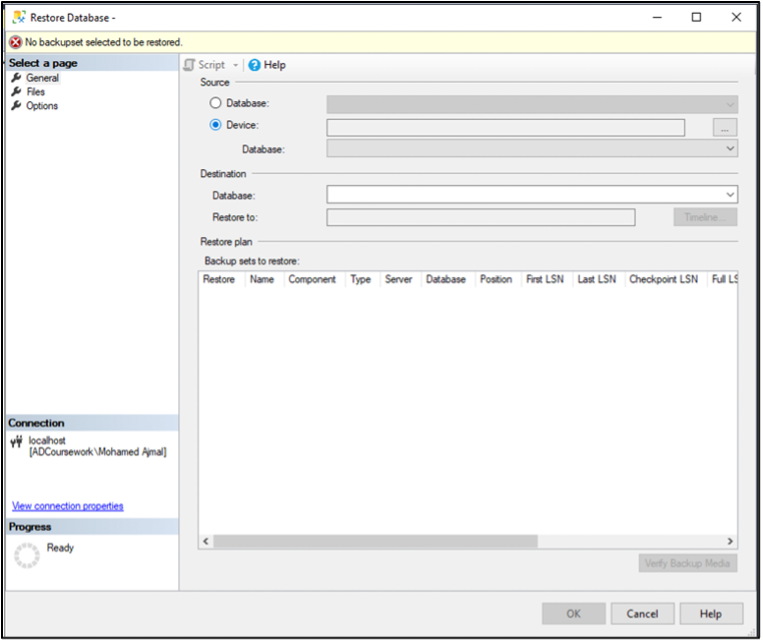 Restore Database -
No backupset selected to be restored.
Select a page
General
Files
Options
Script
Help
Source
Database:
Device:
...
Database:
Destination
Database:
Restore to:
Timeline...
Restore plan
Backup sets to restore:
Restore Name Component Type Server Database Position First LSN Last LSN Checkpoint LSN Full LS
Connection
localhost
[ADCoursework\Mohamed Ajmal]
View connection properties
Progress
Ready
Verify Backup Media
OK Cancel Help